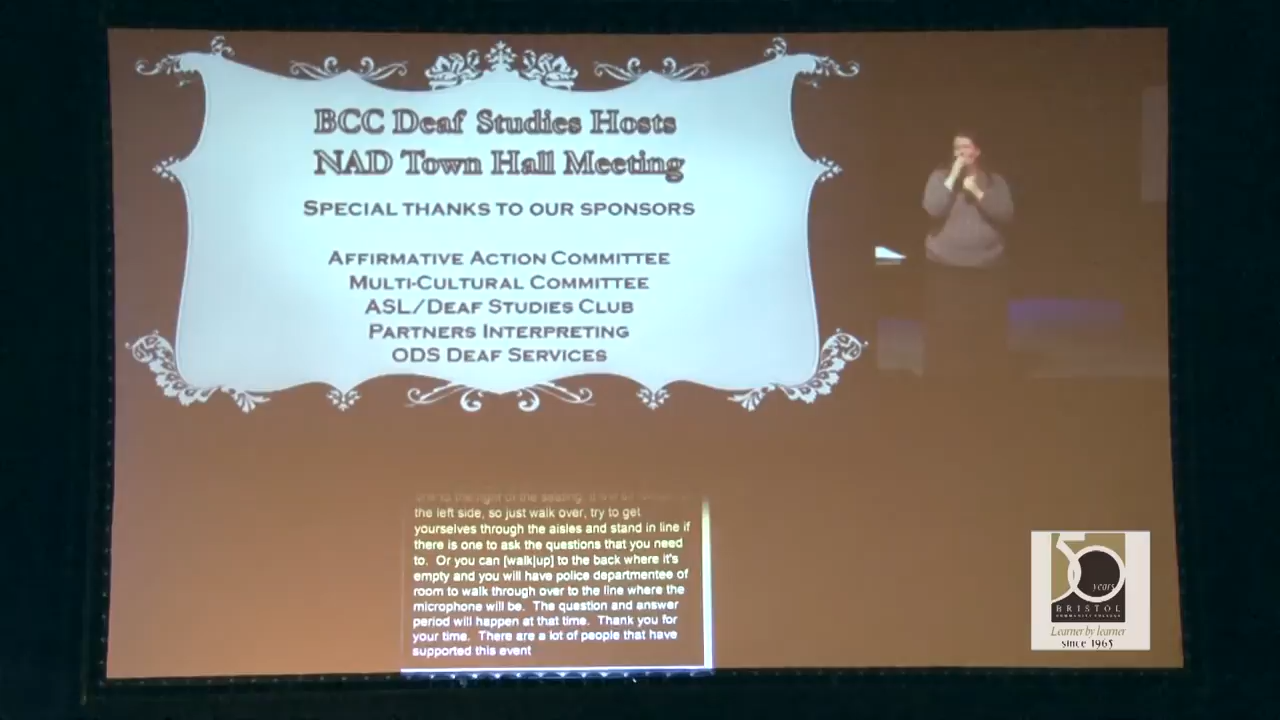 BCC Deaf Studies Hosts
NAD Town Hall Meeting
SPECIAL THANKS TO OUR SPONSORS
AFFIRMATIVE ACTION COMMITTEE
MULTI-CULTURAL COMMITTEE
ASL/DEAF STUDIES CLUB
PARTNERS INTERPRETING
ODS DEAF SERVICES
the left side, so just walk over, try to get
yourselves through the aisles and stand in line if
there is one to ask the questions that you need
to. Or you can [walk|up] to the back where it's
empty and you will have police departmentee of
room to walk through over to the line where the
microphone will be. The question and answer
period will happen at that time. Thank you for
your time. There are a lot of people that have
supported this event
50
years
BRISTOL
COMMUNITY COLLEGE
Learner by learner
since 1965